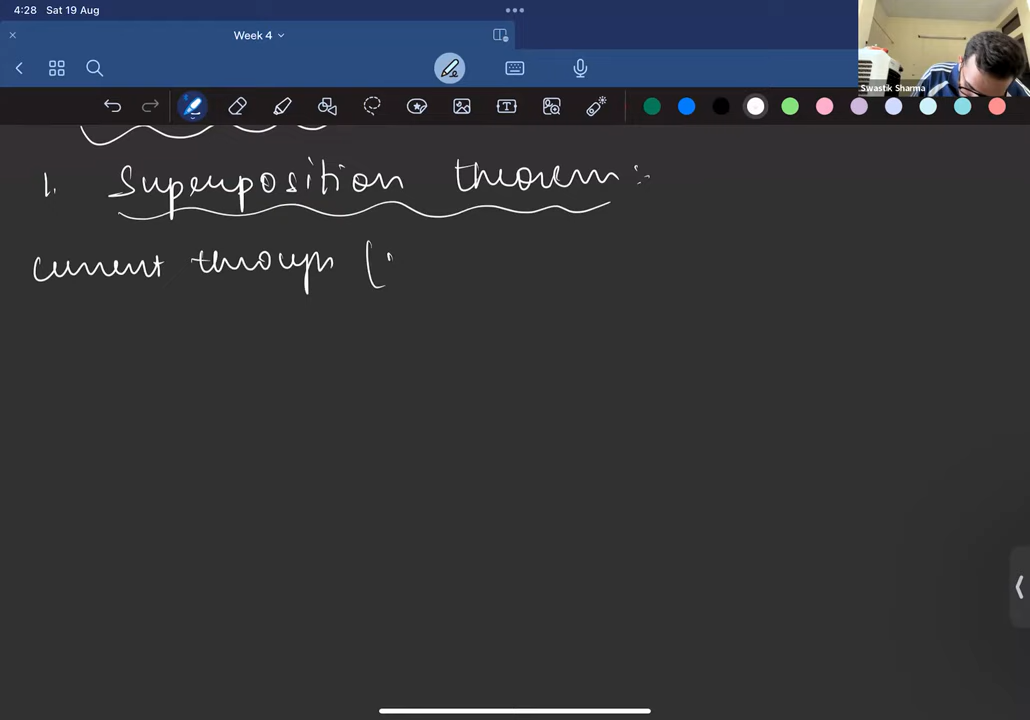 4:28 Sat 19 Aug
Week 4
Swastik Sharma
1. Superposition theorem :-
current through (